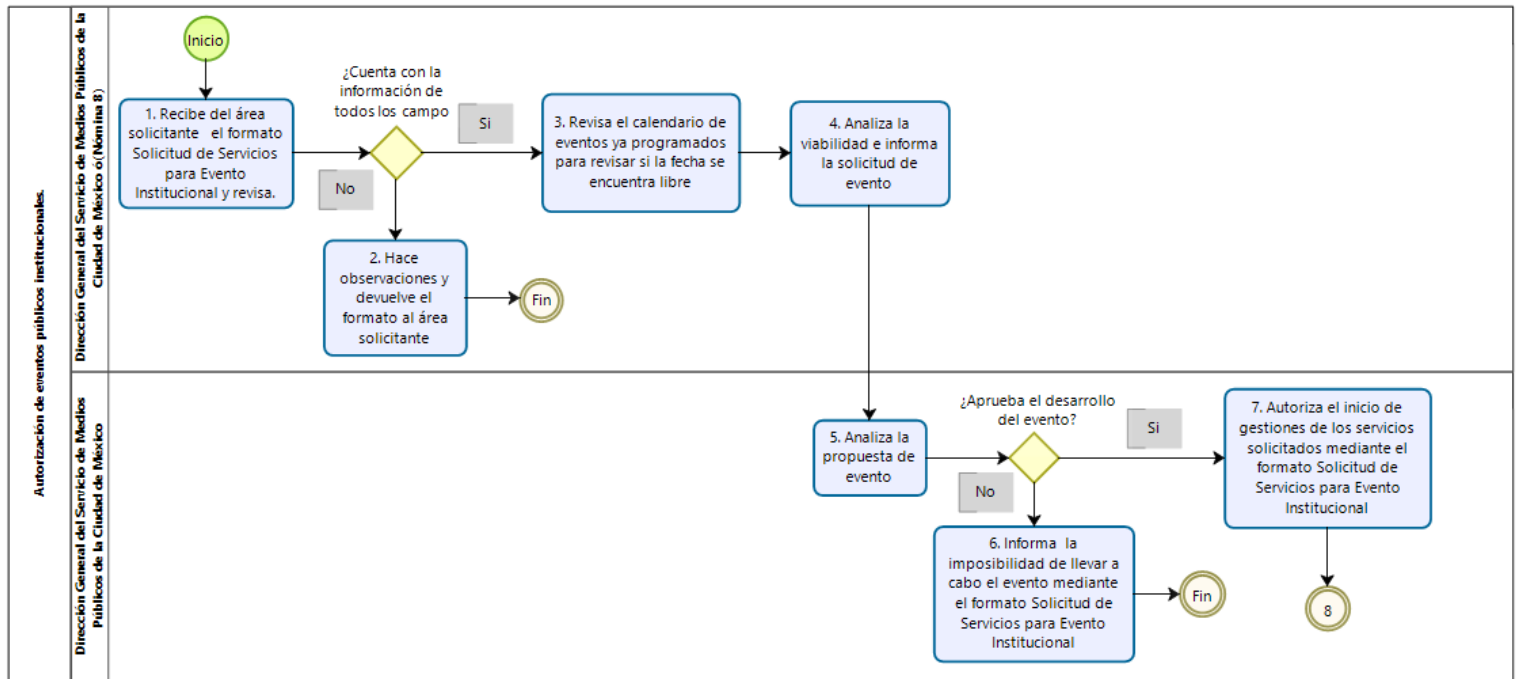 Autorización de eventos públicos institucionales.
Dirección General del Servicio de Medios Públicos de la
Ciudad de México ó(Nómina 8)
Inicio
1. Recibe del área
solicitante el formato
Solicitud de Servicios
para Evento
Institucional y revisa.
¿Cuenta con la
información de
todos los campo
Si
No
2. Hace
observaciones y
devuelve el
formato al área
solicitante
Fin
3. Revisa el calendario de
eventos ya programados
para revisar si la fecha se
encuentra libre
4. Analiza la
viabilidad e informa
la solicitud de
evento
Dirección General del Servicio de Medios
Públicos de la Ciudad de México
5. Analiza la
propuesta de
evento
¿Aprueba el desarrollo
del evento?
Si
No
6. Informa la
imposibilidad de llevar a
cabo el evento mediante
el formato Solicitud de
Servicios para Evento
Institucional
Fin
7. Autoriza el inicio de
gestiones de los servicios
solicitados mediante el
formato Solicitud de
Servicios para Evento
Institucional
8